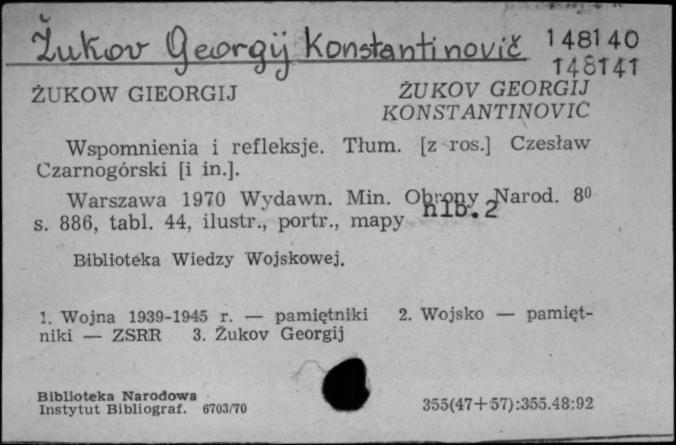 Žukov Georgij Konstantinovič 148140
148141
ŻUKOW GIEORGIJ ŽUKOV GEORGIJ
KONSTANTINOVIČ
Wspomnienia i refleksje. Tłum. [z ros.] Czesław
Czarnogórski [i in.].
Warszawa 1970 Wydawn. Min. Obrony Narod. 8⁰
s. 886, tabl. 44, ilustr., portr., mapy nlb. 2
Biblioteka Wiedzy Wojskowej.
1. Wojna 1939-1945 r. — pamiętniki 2. Wojsko — pamięt-
niki — ZSRR 3. Žukov Georgij
Biblioteka Narodowa
Instytut Bibliograf. 6703/70 355(47+57):355.48:92